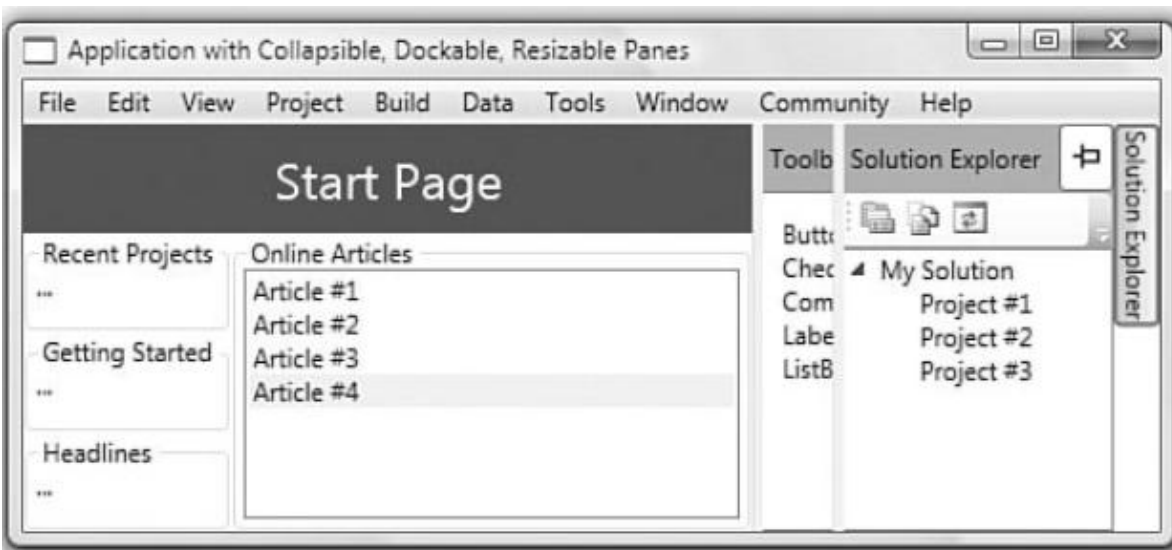 Application with Collapsible, Dockable, Resizable Panes
File Edit View Project Build Data Tools Window Community Help
Start Page
Recent Projects
...
Getting Started
...
Headlines
...
Online Articles
Article #1
Article #2
Article #3
Article #4
Toolb
Butto
Chec
Com
Labe
ListB
Solution Explorer
My Solution
Project #1
Project #2
Project #3
Solution Explorer